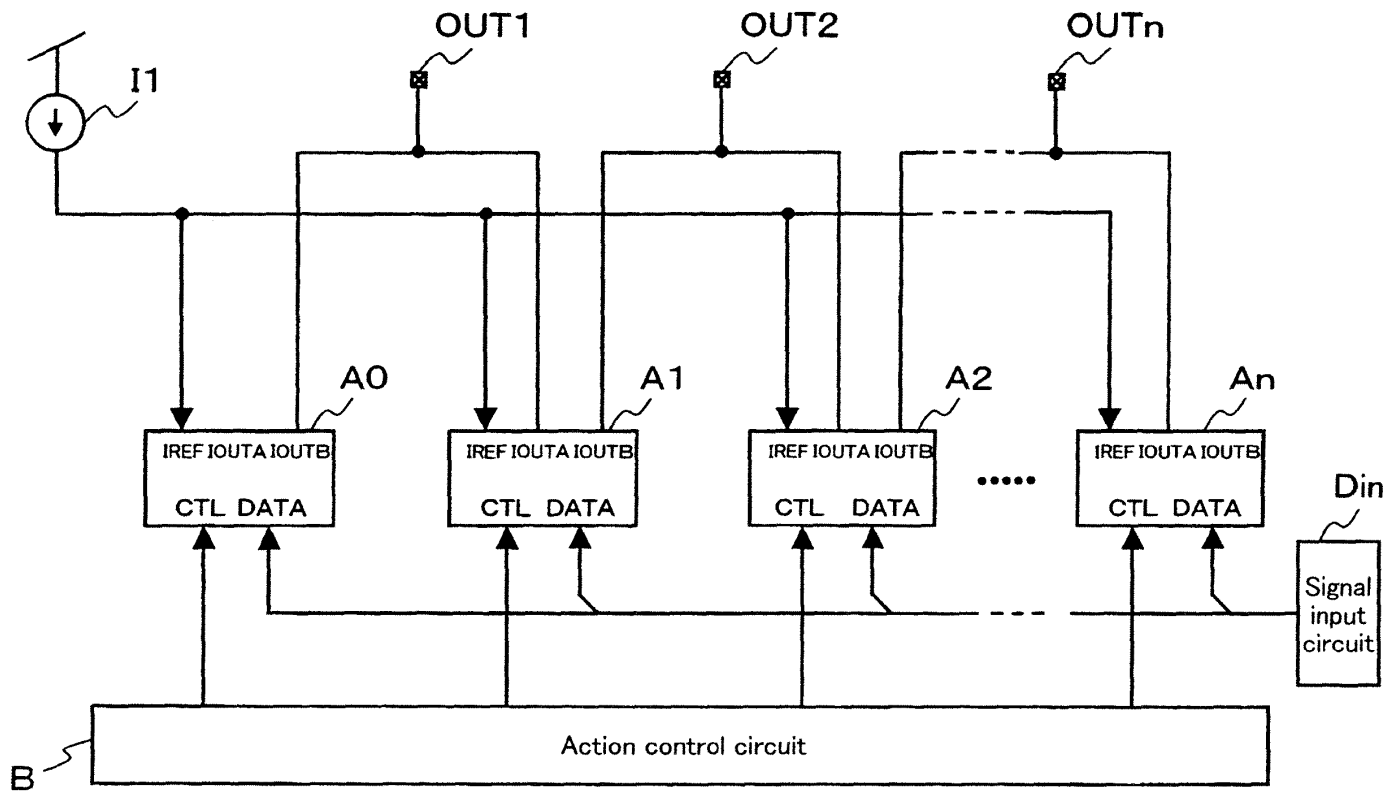 OUT1 OUT2 OUTn
I1
A0 A1 A2 An
IREF IOUTA IOUTB IREF IOUTA IOUTB IREF IOUTA IOUTB IREF IOUTA IOUTB
CTL DATA CTL DATA CTL DATA CTL DATA
Din
Signal
input
circuit
Action control circuit
B